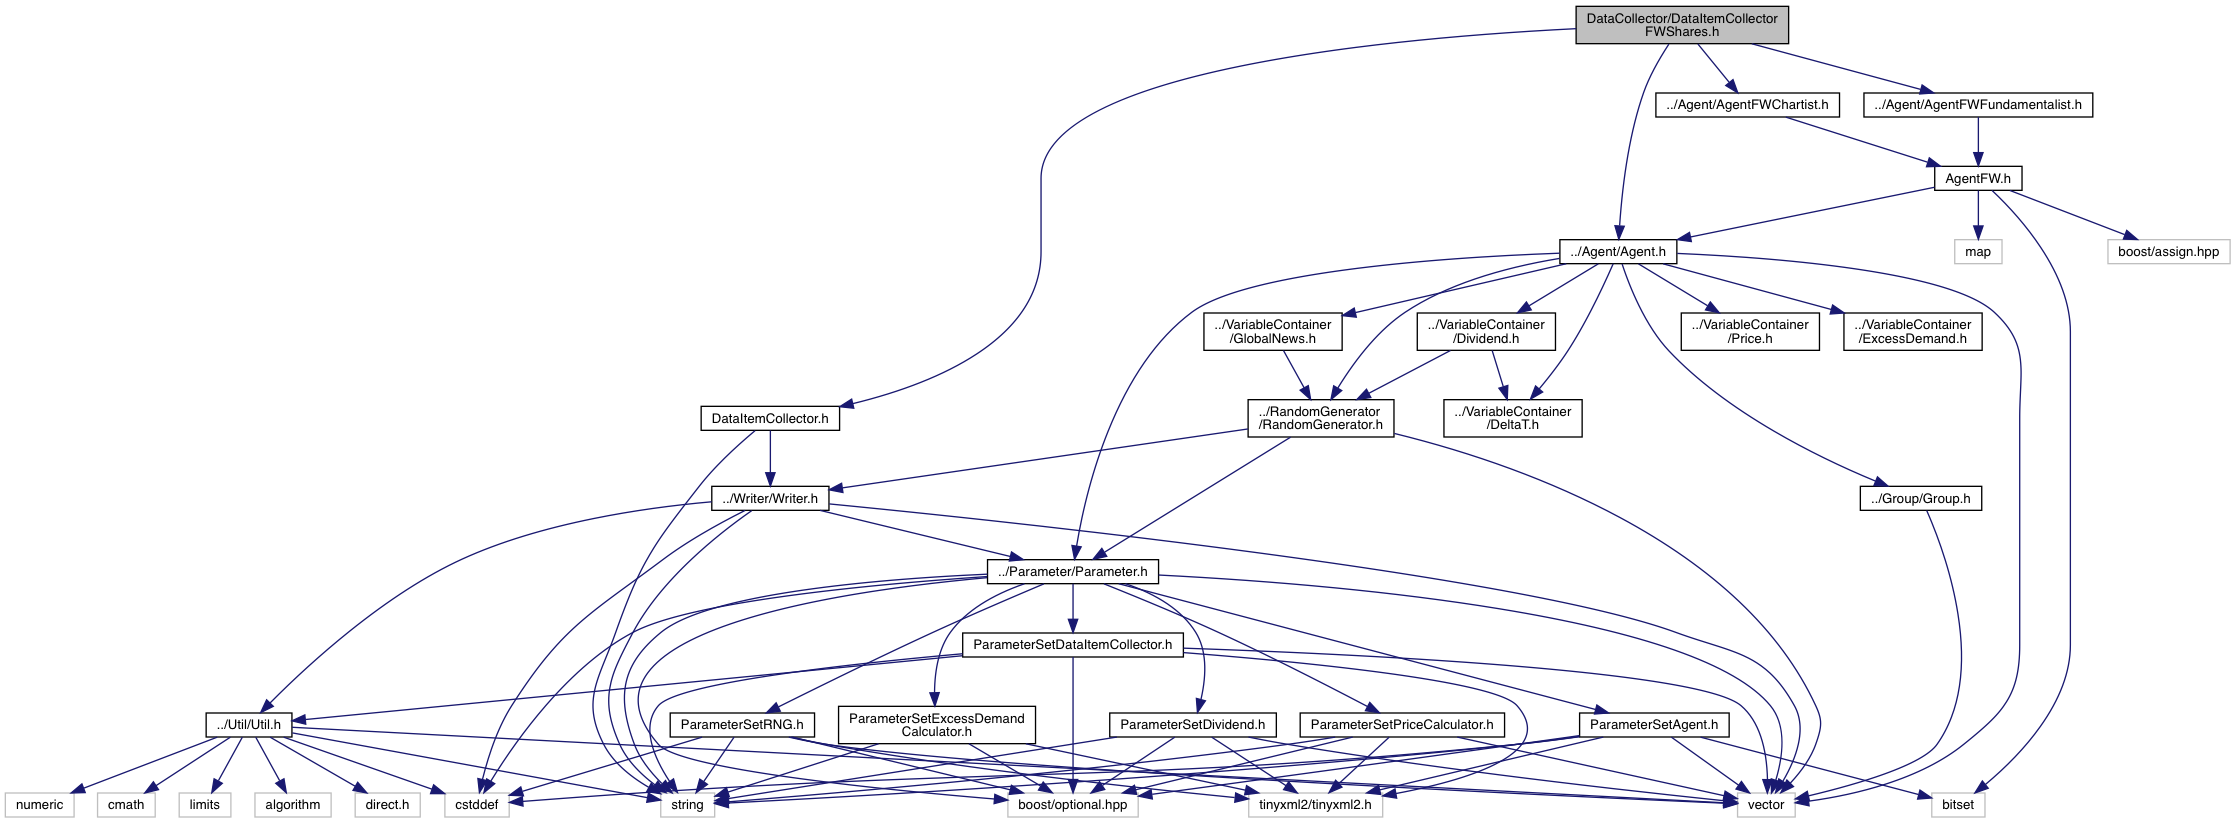 DataCollector/DataItemCollector
FWShares.h
../Agent/AgentFWChartist.h
../Agent/AgentFWFundamentalist.h
AgentFW.h
../Agent/Agent.h
map
boost/assign.hpp
../VariableContainer
/GlobalNews.h
../VariableContainer
/Dividend.h
../VariableContainer
/Price.h
../VariableContainer
/ExcessDemand.h
DataItemCollector.h
../RandomGenerator
/RandomGenerator.h
../VariableContainer
/DeltaT.h
../Writer/Writer.h
../Group/Group.h
../Parameter/Parameter.h
ParameterSetDataItemCollector.h
../Util/Util.h
ParameterSetRNG.h
ParameterSetExcessDemand
Calculator.h
ParameterSetDividend.h
ParameterSetPriceCalculator.h
ParameterSetAgent.h
numeric
cmath
limits
algorithm
direct.h
cstddef
string
boost/optional.hpp
tinyxml2/tinyxml2.h
vector
bitset